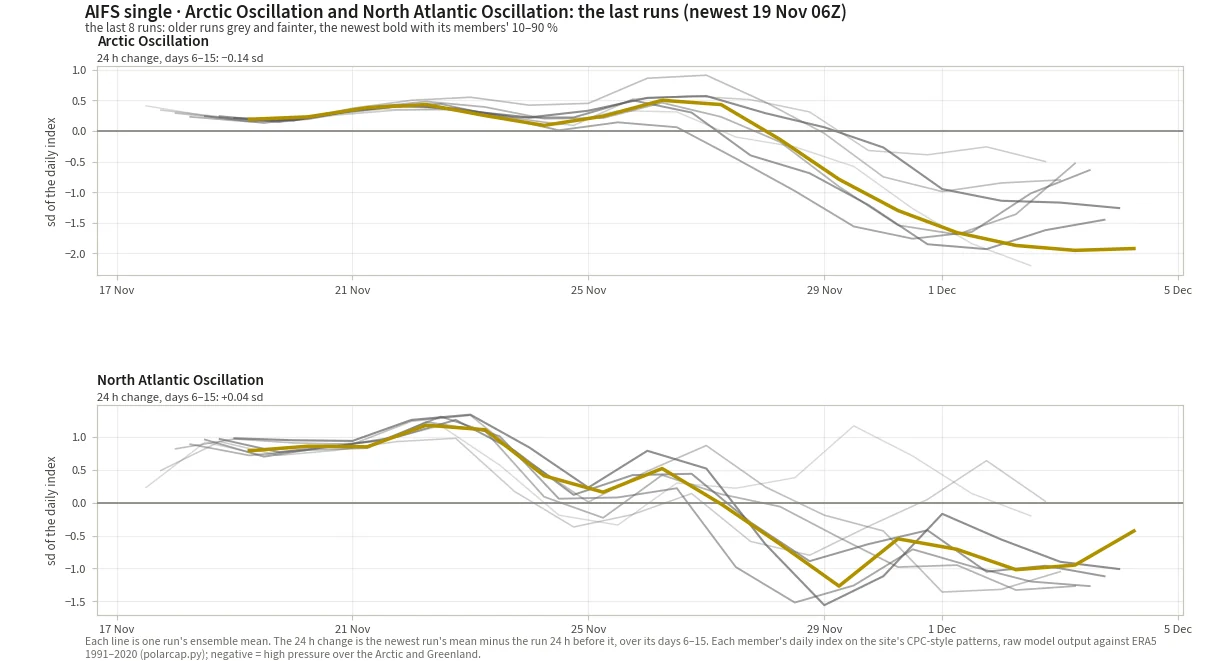 AIFS single · Arctic Oscillation and North Atlantic Oscillation: the last runs (newest 19 Nov 06Z)
the last 8 runs: older runs grey and fainter, the newest bold with its members' 10–90 %
Arctic Oscillation
24 h change, days 6–15: −0.14 sd
sd of the daily index
1.0
0.5
0.0
−0.5
−1.0
−1.5
−2.0
17 Nov 21 Nov 25 Nov 29 Nov 1 Dec 5 Dec
North Atlantic Oscillation
24 h change, days 6–15: +0.04 sd
sd of the daily index
1.0
0.5
0.0
−0.5
−1.0
−1.5
17 Nov 21 Nov 25 Nov 29 Nov 1 Dec 5 Dec
Each line is one run's ensemble mean. The 24 h change is the newest run's mean minus the run 24 h before it, over its days 6–15. Each member's daily index on the site's CPC-style patterns, raw model output against ERA5
1991–2020 (polarcap.py); negative = high pressure over the Arctic and Greenland.